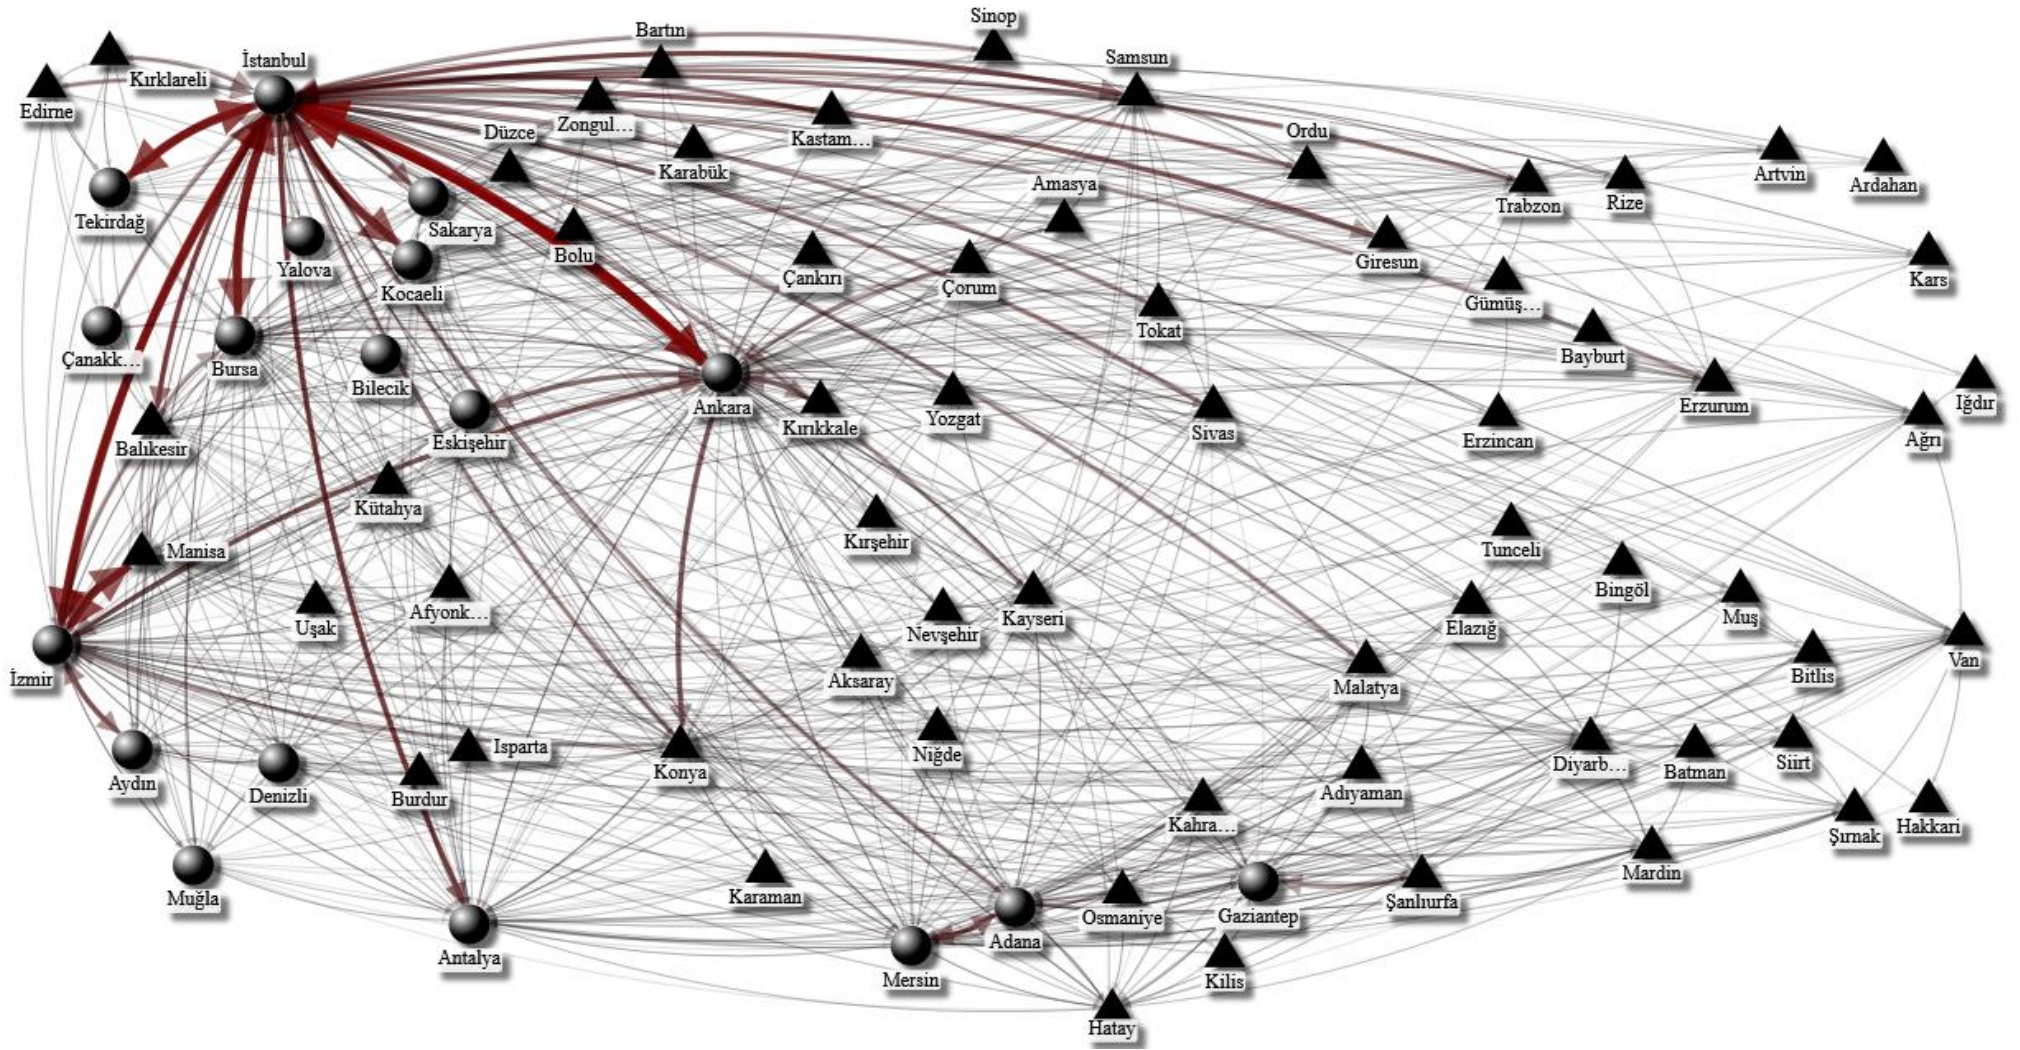 Sinop
Bartın
Samsun
İstanbul
Kırklareli
Edirne
Zongul...
Düzce
Kastam...
Ordu
Karabük
Amasya
Artvin
Ardahan
Trabzon
Rize
Tekirdağ
Sakarya
Bolu
Yalova
Giresun
Çankırı
Çorum
Kars
Kocaeli
Gümüş...
Tokat
Çanakk...
Bursa
Bayburt
Bilecik
Iğdır
Ankara
Erzurum
Yozgat
Kırıkkale
Sivas
Erzincan
Ağrı
Eskişehir
Balıkesir
Kütahya
Kırşehir
Manisa
Tunceli
Bingöl
Afyonk...
Muş
Kayseri
Uşak
Elazığ
Nevşehir
Van
Bitlis
İzmir
Aksaray
Malatya
Isparta
Niğde
Siirt
Diyarb...
Konya
Batman
Aydın
Adıyaman
Denizli
Burdur
Kahra...
Hakkari
Şırnak
Mardin
Karaman
Muğla
Şanlıurfa
Gaziantep
Osmaniye
Adana
Antalya
Mersin
Kilis
Hatay